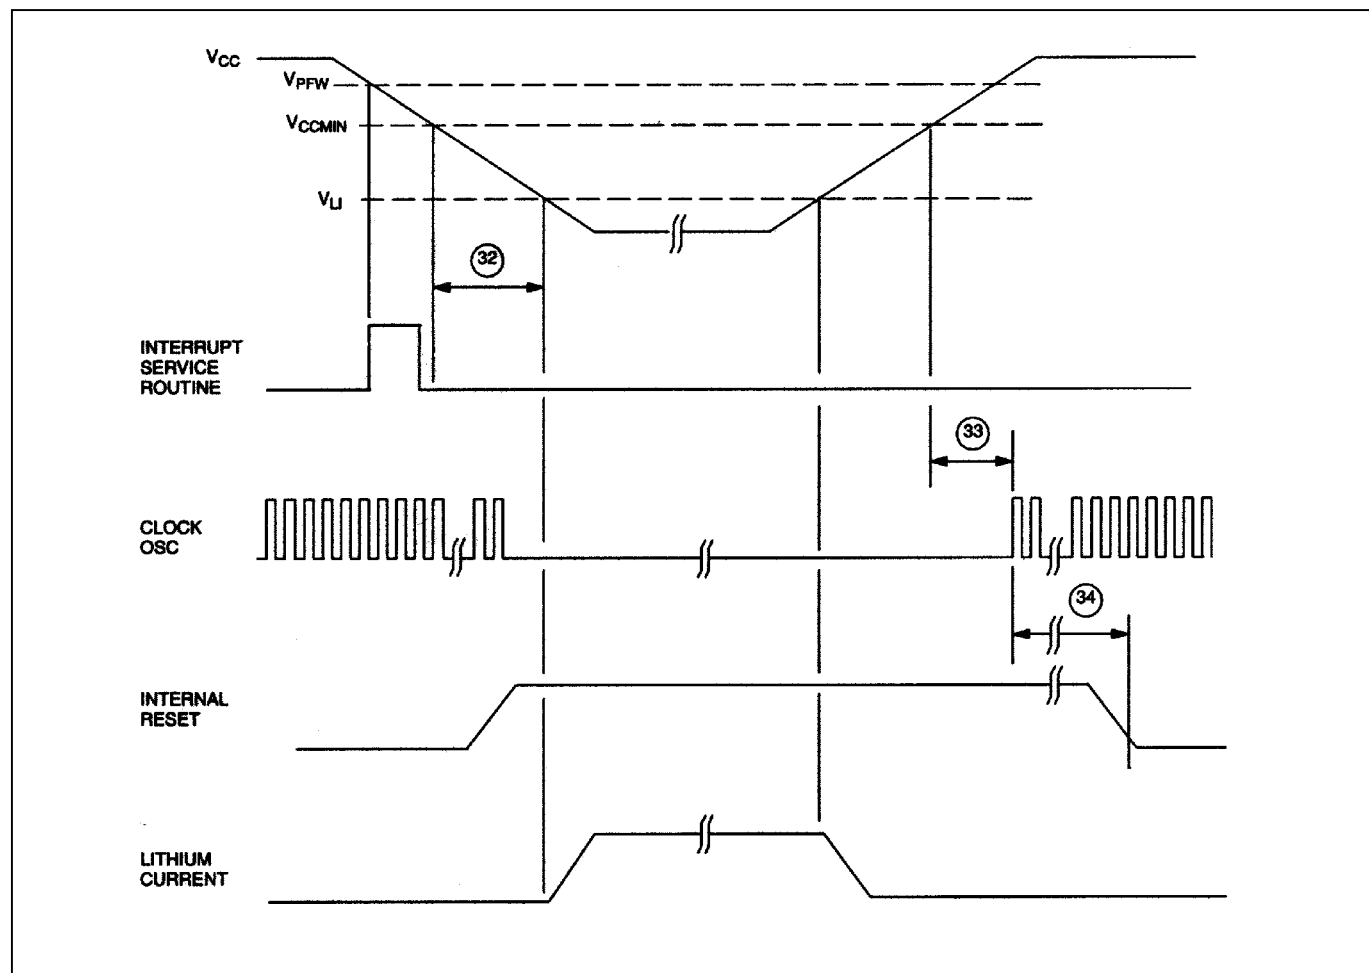 VCC
VPFW
VCCMIN
VLI
32
INTERRUPT
SERVICE
ROUTINE
33
CLOCK
OSC
34
INTERNAL
RESET
LITHIUM
CURRENT